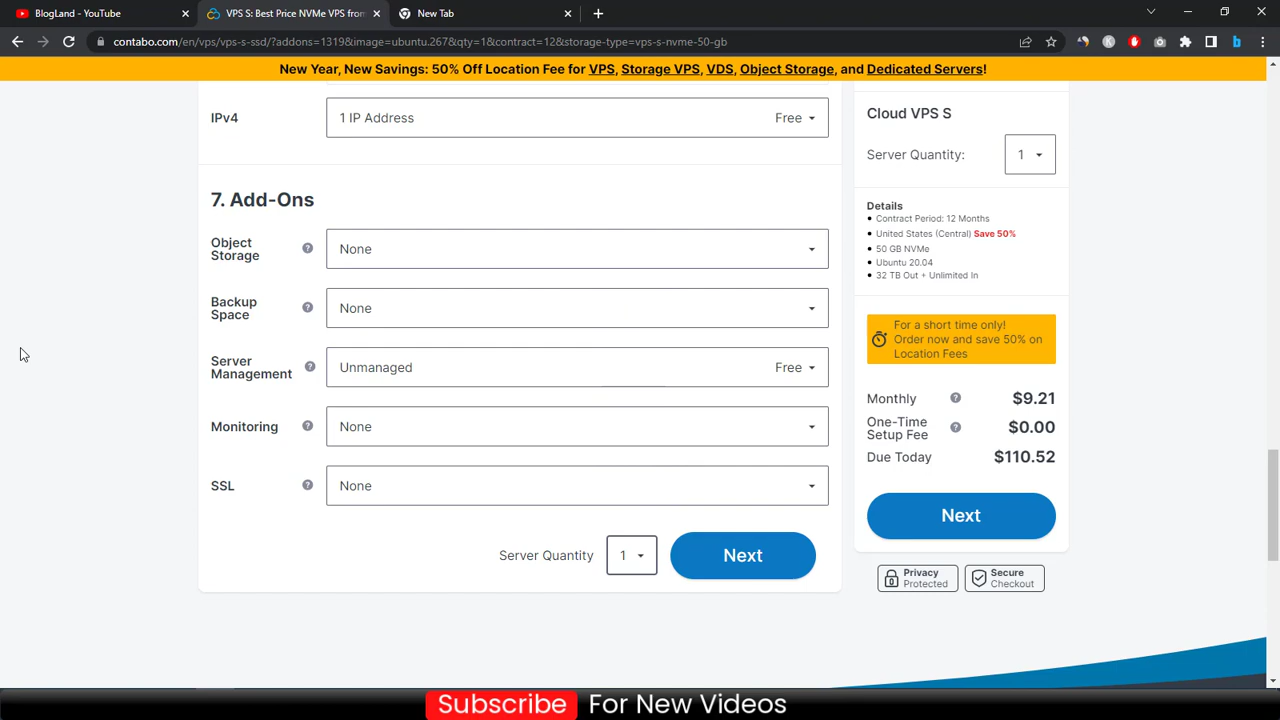 BlogLand - YouTube
VPS S: Best Price NVMe VPS from
New Tab
contabo.com/en/vps/vps-s-ssd/?addons=1319&image=ubuntu.267&qty=1&contract=12&storage-type=vps-s-nvme-50-gb
New Year, New Savings: 50% Off Location Fee for VPS, Storage VPS, VDS, Object Storage, and Dedicated Servers!
IPv4
1 IP Address
Free
7. Add-Ons
Object
Storage
None
Backup
Space
None
Server
Management
Unmanaged
Free
Monitoring
None
SSL
None
Server Quantity
1
Next
Cloud VPS S
Server Quantity:
1
Details
Contract Period: 12 Months
United States (Central) Save 50%
50 GB NVMe
Ubuntu 20.04
32 TB Out + Unlimited In
For a short time only!
Order now and save 50% on
Location Fees
Monthly
$9.21
One-Time
Setup Fee
$0.00
Due Today
$110.52
Next
Privacy
Protected
Secure
Checkout
Subscribe For New Videos